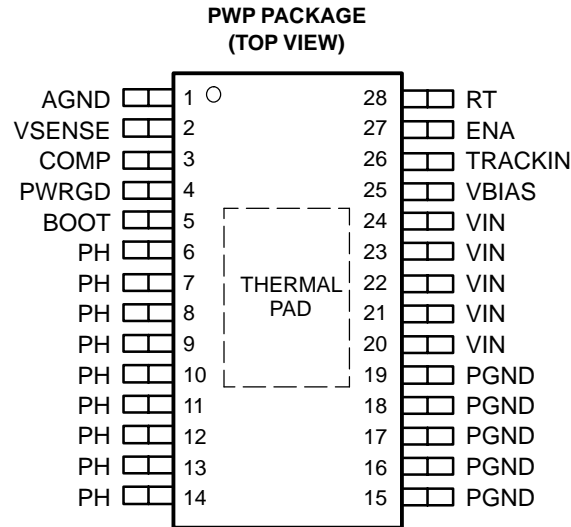 PWP PACKAGE
(TOP VIEW)
AGND 1 28 RT
VSENSE 2 27 ENA
COMP 3 26 TRACKIN
PWRGD 4 25 VBIAS
BOOT 5 24 VIN
PH 6 23 VIN
PH 7 22 VIN
PH 8 21 VIN
PH 9 20 VIN
PH 10 19 PGND
PH 11 18 PGND
PH 12 17 PGND
PH 13 16 PGND
PH 14 15 PGND
THERMAL
PAD